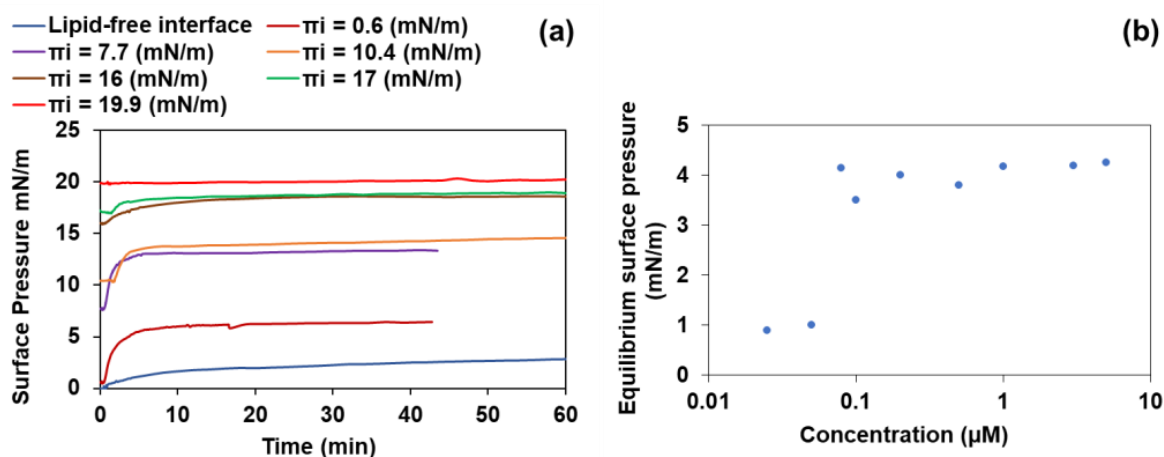 Lipid-free interface πi = 0.6 (mN/m)
πi = 7.7 (mN/m) πi = 10.4 (mN/m)
πi = 16 (mN/m) πi = 17 (mN/m)
πi = 19.9 (mN/m)
(a)
25
20
15
10
5
0
Surface Pressure mN/m
0 10 20 30 40 50 60
Time (min)
(b)
5
4
3
2
1
0
Equilibrium surface pressure
(mN/m)
0.01 0.1 1 10
Concentration (µM)